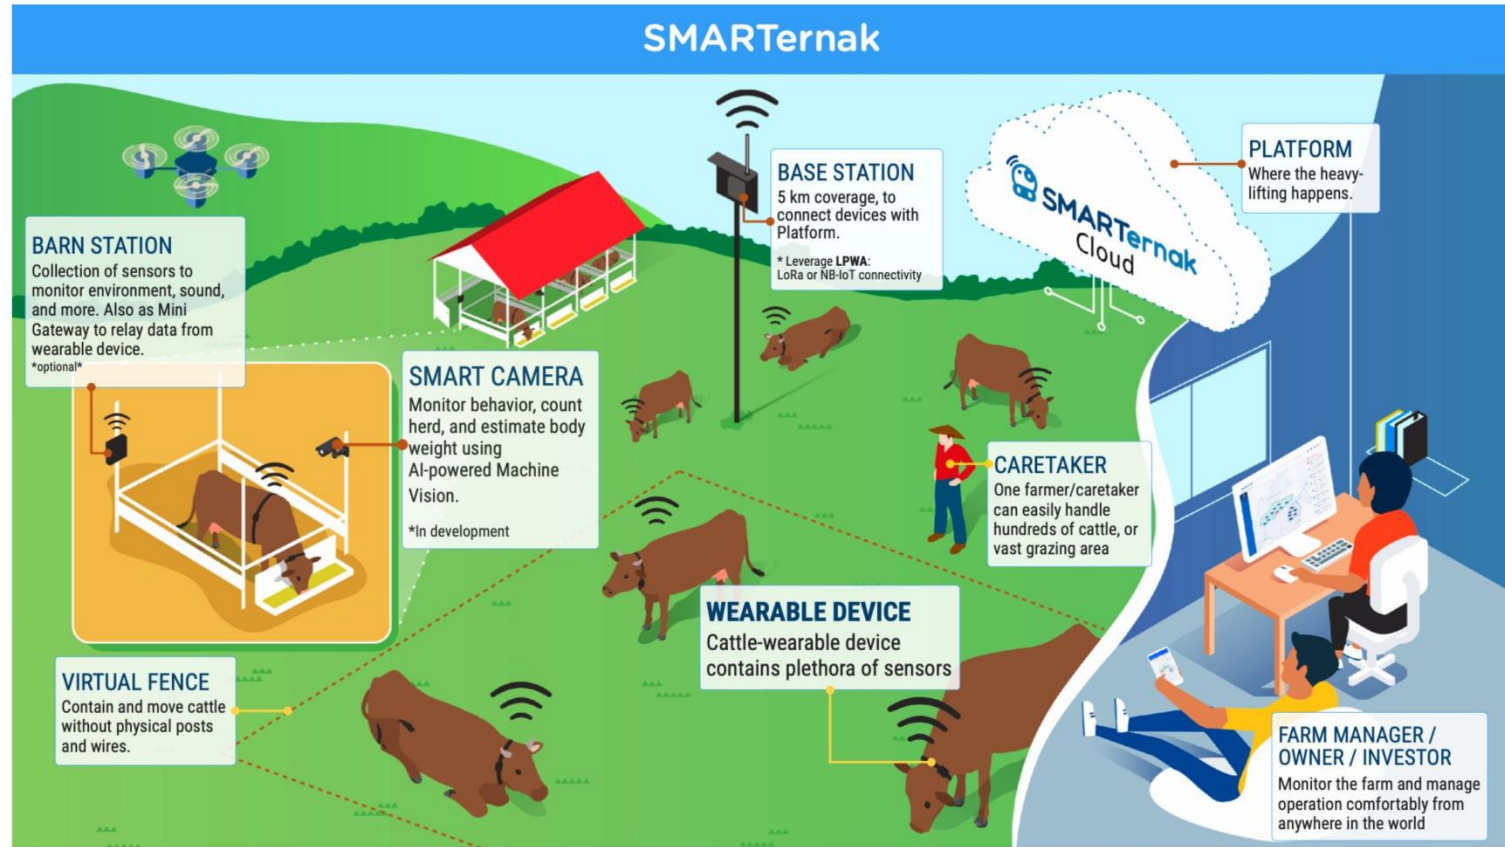 SMARTernak
BARN STATION
Collection of sensors to
monitor environment, sound,
and more. Also as Mini
Gateway to relay data from
wearable device.
*optional*
SMART CAMERA
Monitor behavior, count
herd, and estimate body
weight using
AI-powered Machine
Vision.
*In development
BASE STATION
5 km coverage, to
connect devices with
Platform.
* Leverage LPWA:
LoRa or NB-IoT connectivity
SMARTernak
Cloud
PLATFORM
Where the heavy-
lifting happens.
CARETAKER
One farmer/caretaker
can easily handle
hundreds of cattle, or
vast grazing area
WEARABLE DEVICE
Cattle-wearable device
contains plethora of sensors
VIRTUAL FENCE
Contain and move cattle
without physical posts
and wires.
FARM MANAGER /
OWNER / INVESTOR
Monitor the farm and manage
operation comfortably from
anywhere in the world